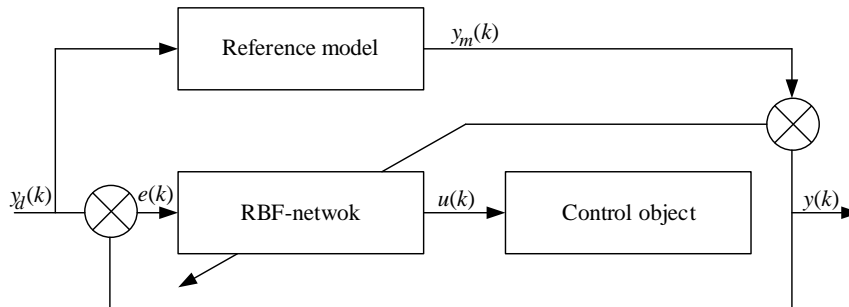 Reference model
y_m(k)
y_d(k)
e(k)
RBF-netwok
u(k)
Control object
y(k)